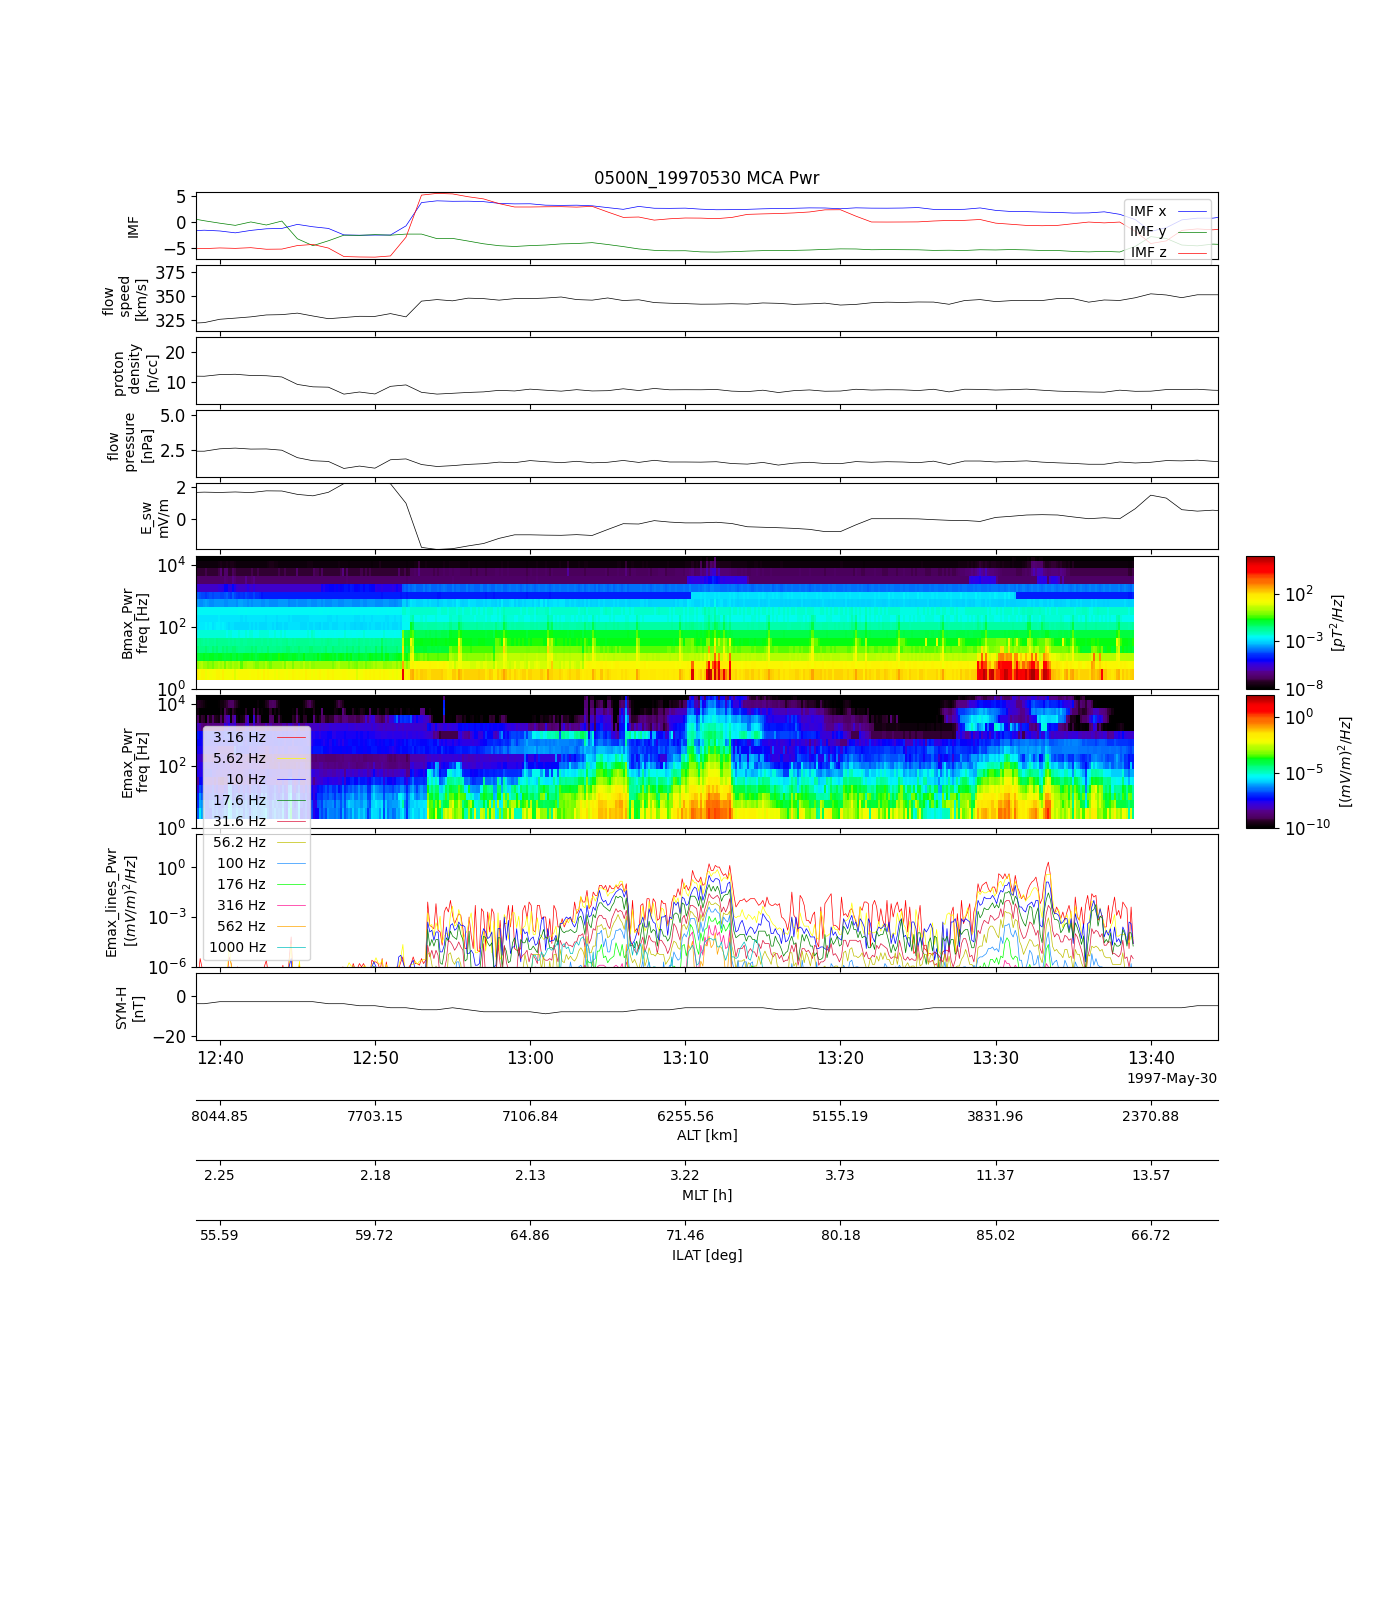 0500N_19970530 MCA Pwr
5
0
−5
IMF
IMF x
IMF y
IMF z
375
350
325
flow
speed
[km/s]
20
10
proton
density
[n/cc]
5.0
2.5
flow
pressure
[nPa]
2
0
E_sw
mV/m
10^4
10^2
10^0
Bmax_Pwr
freq [Hz]
10^2
10^−3
10^−8
[pT^2/Hz]
10^4
10^2
10^0
Emax_Pwr
freq [Hz]
10^0
10^−5
10^−10
[(mV/m)^2/Hz]
3.16 Hz
5.62 Hz
10 Hz
17.6 Hz
31.6 Hz
56.2 Hz
100 Hz
176 Hz
316 Hz
562 Hz
1000 Hz
10^0
10^−3
10^−6
Emax_lines_Pwr
[(mV/m)^2/Hz]
0
−20
SYM-H
[nT]
12:40 12:50 13:00 13:10 13:20 13:30 13:40
1997-May-30
8044.85 7703.15 7106.84 6255.56 5155.19 3831.96 2370.88
ALT [km]
2.25 2.18 2.13 3.22 3.73 11.37 13.57
MLT [h]
55.59 59.72 64.86 71.46 80.18 85.02 66.72
ILAT [deg]